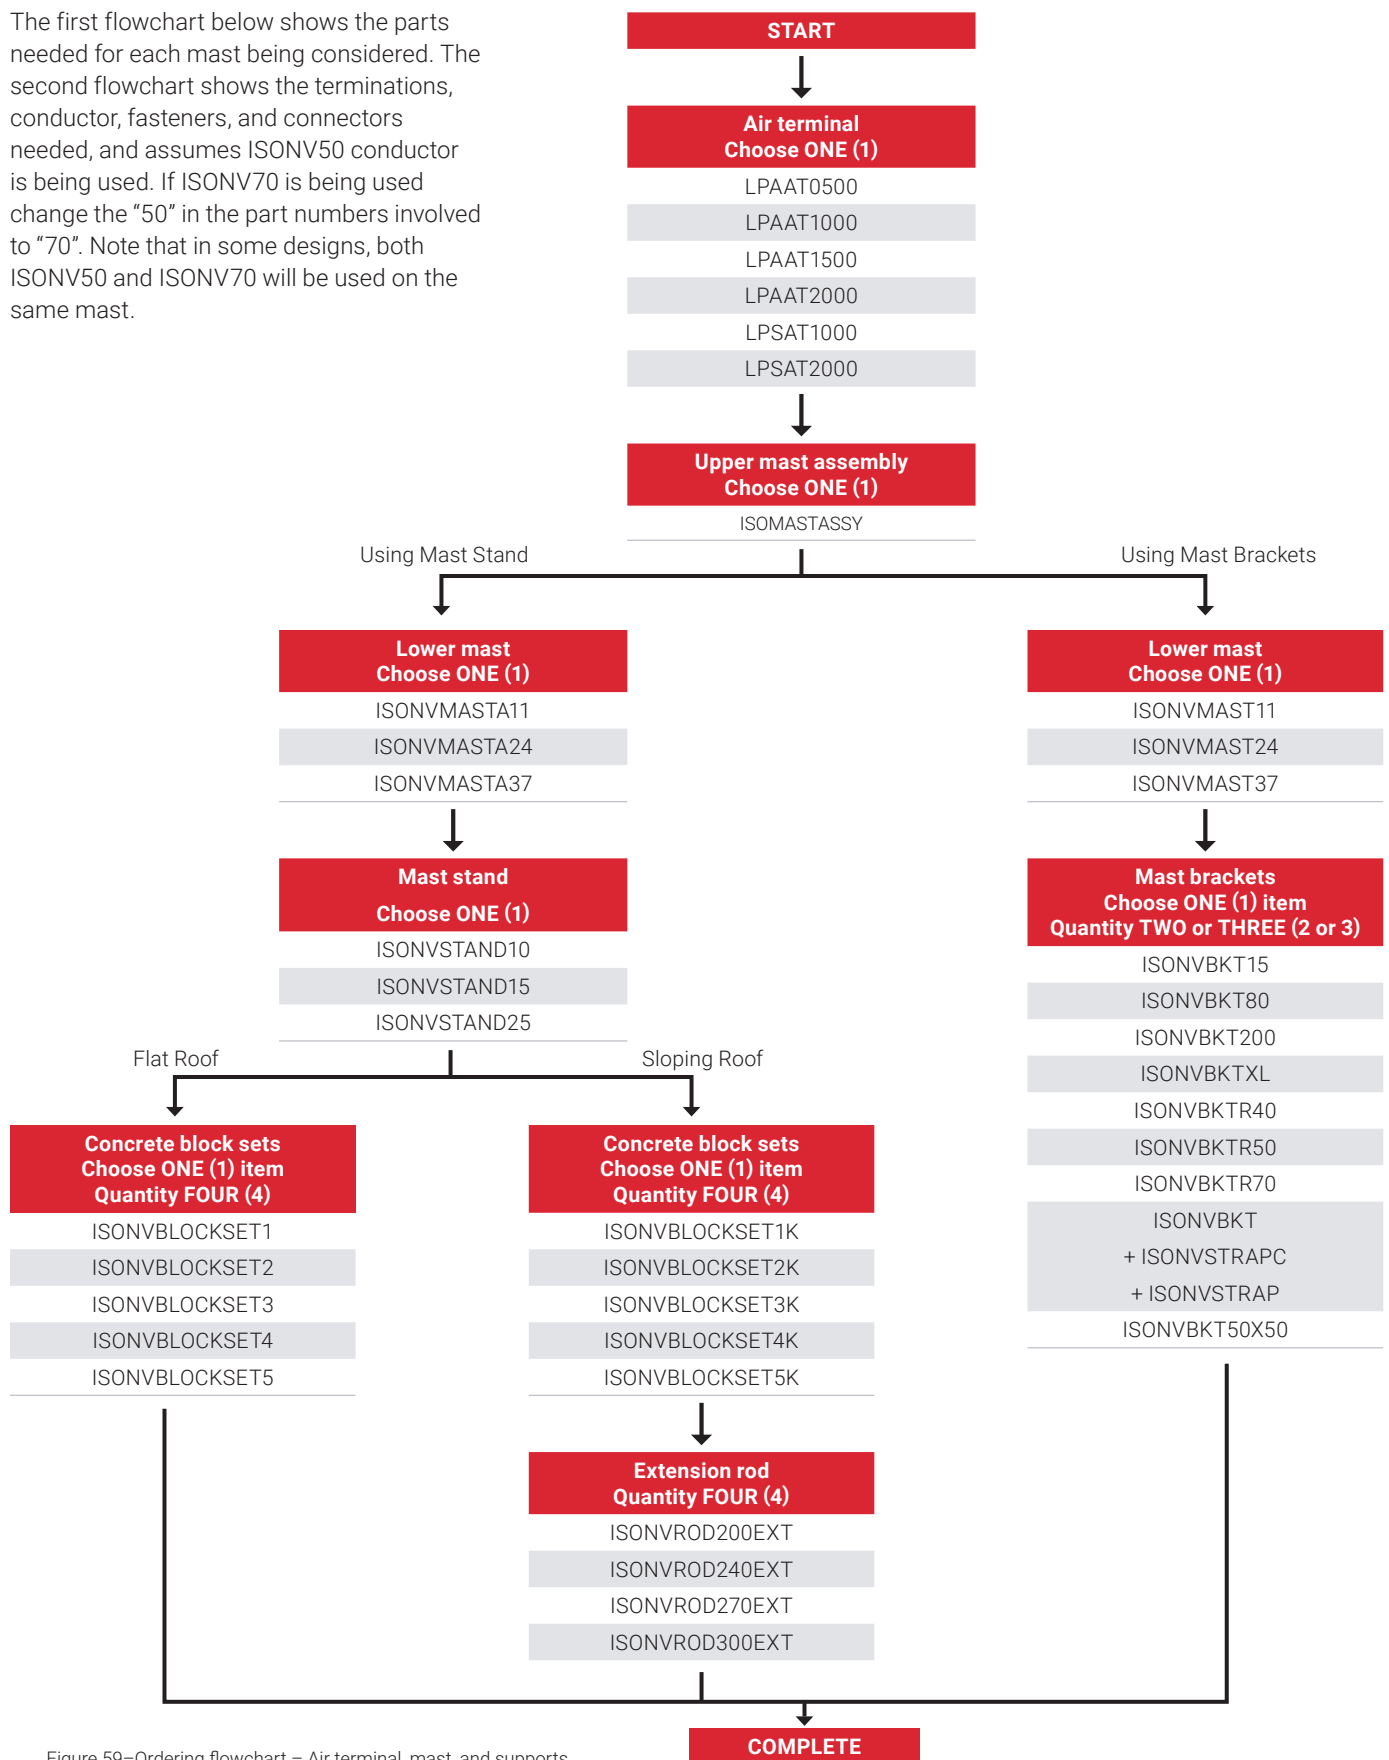 The first flowchart below shows the parts
needed for each mast being considered. The
second flowchart shows the terminations,
conductor, fasteners, and connectors
needed, and assumes ISONV50 conductor
is being used. If ISONV70 is being used
change the “50” in the part numbers involved
to “70”. Note that in some designs, both
ISONV50 and ISONV70 will be used on the
same mast.
START
Air terminal
Choose ONE (1)
LPAAT0500
LPAAT1000
LPAAT1500
LPAAT2000
LPSAT1000
LPSAT2000
Upper mast assembly
Choose ONE (1)
ISOMASTASSY
Using Mast Stand
Using Mast Brackets
Lower mast
Choose ONE (1)
ISONVMASTA11
ISONVMASTA24
ISONVMASTA37
Mast stand
Choose ONE (1)
ISONVSTAND10
ISONVSTAND15
ISONVSTAND25
Lower mast
Choose ONE (1)
ISONVMAST11
ISONVMAST24
ISONVMAST37
Mast brackets
Choose ONE (1) item
Quantity TWO or THREE (2 or 3)
ISONVBKT15
ISONVBKT80
ISONVBKT200
ISONVBKTXL
ISONVBKTR40
ISONVBKTR50
ISONVBKTR70
ISONVBKT
+ ISONVSTRAPC
+ ISONVSTRAP
ISONVBKT50X50
Flat Roof
Sloping Roof
Concrete block sets
Choose ONE (1) item
Quantity FOUR (4)
ISONVBLOCKSET1
ISONVBLOCKSET2
ISONVBLOCKSET3
ISONVBLOCKSET4
ISONVBLOCKSET5
Concrete block sets
Choose ONE (1) item
Quantity FOUR (4)
ISONVBLOCKSET1K
ISONVBLOCKSET2K
ISONVBLOCKSET3K
ISONVBLOCKSET4K
ISONVBLOCKSET5K
Extension rod
Quantity FOUR (4)
ISONVROD200EXT
ISONVROD240EXT
ISONVROD270EXT
ISONVROD300EXT
COMPLETE
Figure 59–Ordering flowchart – Air terminal, mast, and supports